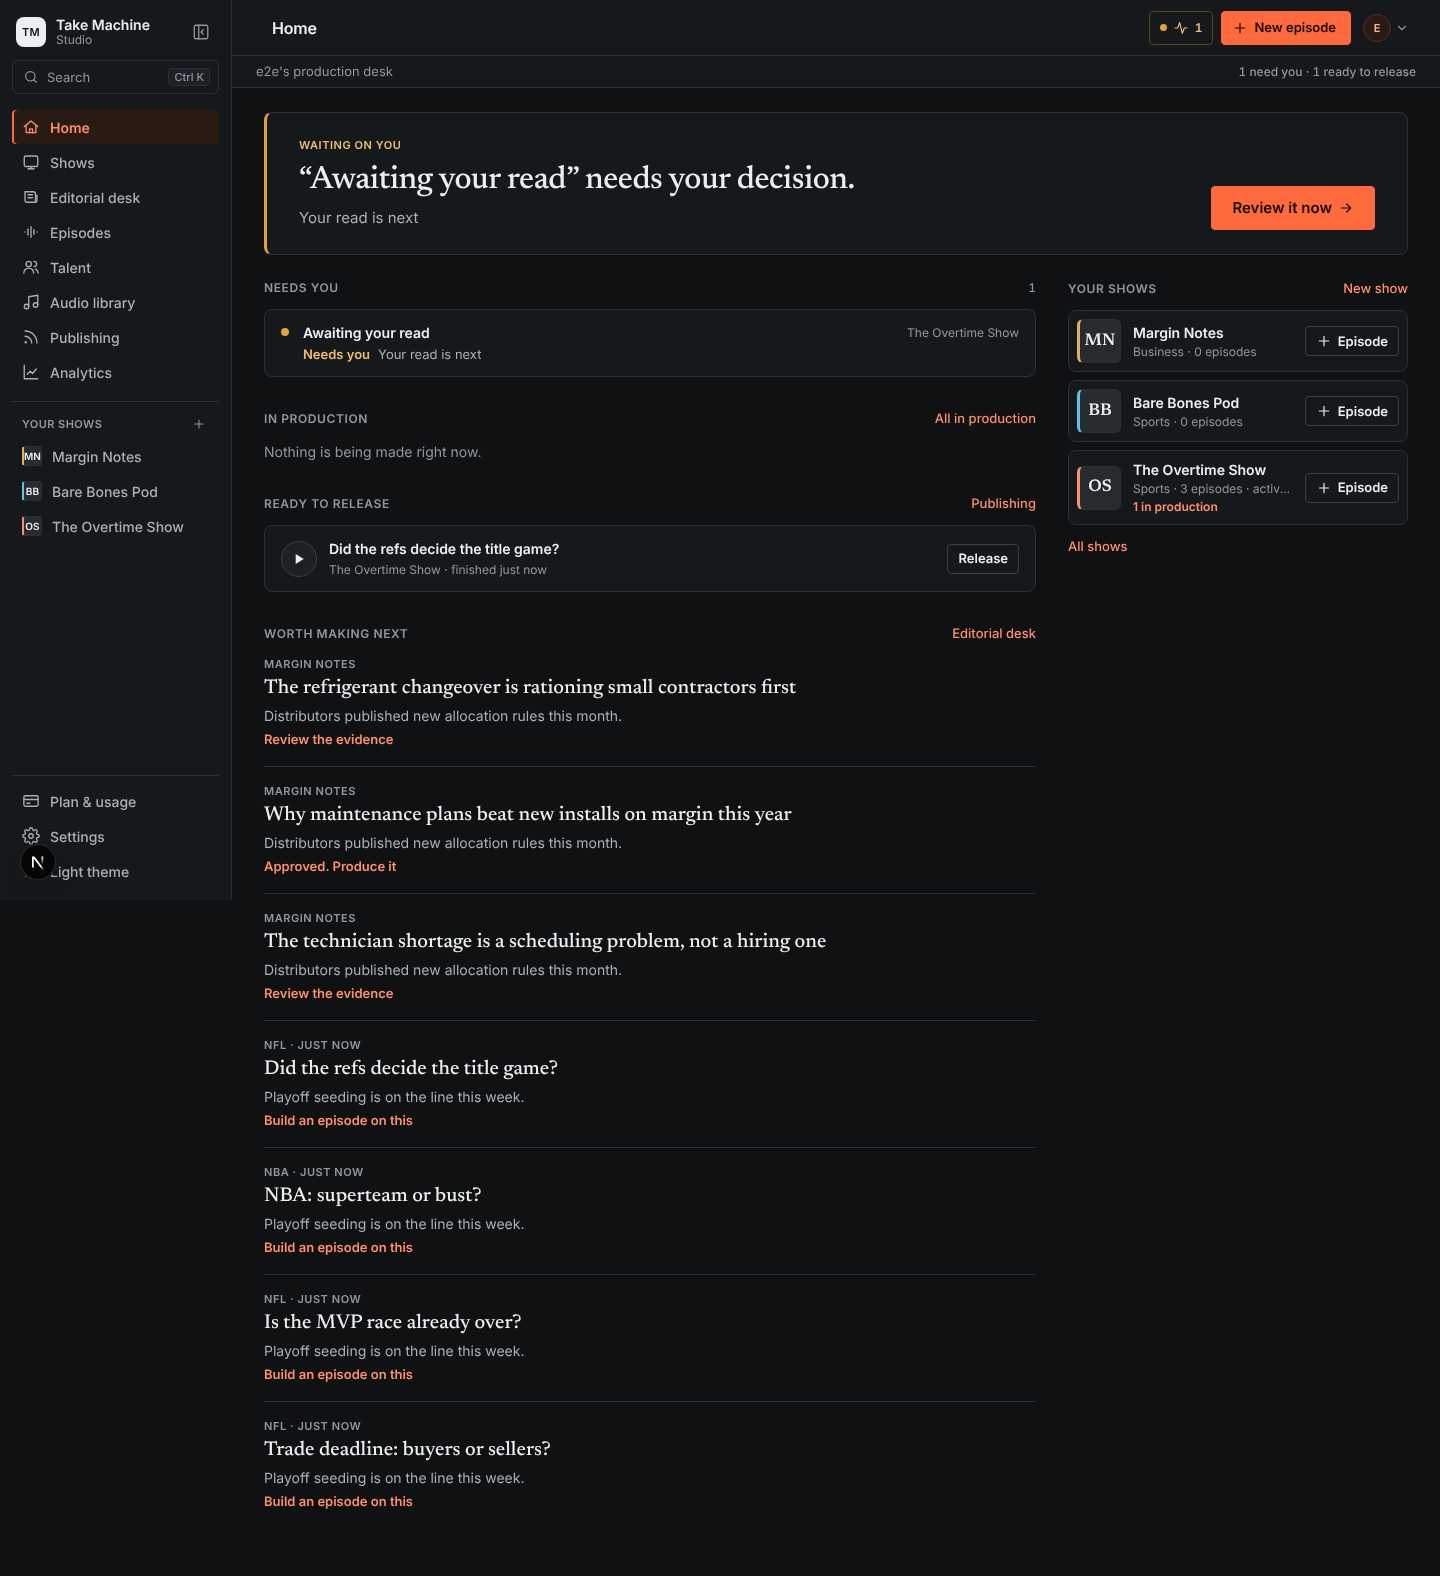 TM
Take Machine
Studio
Search
Ctrl K
Home
Shows
Editorial desk
Episodes
Talent
Audio library
Publishing
Analytics
YOUR SHOWS
MN Margin Notes
BB Bare Bones Pod
OS The Overtime Show
Plan & usage
Settings
N
Light theme
Home
1
New episode
E
e2e's production desk
1 need you · 1 ready to release
WAITING ON YOU
“Awaiting your read” needs your decision.
Your read is next
Review it now →
NEEDS YOU
1
Awaiting your read
The Overtime Show
Needs you Your read is next
IN PRODUCTION
All in production
Nothing is being made right now.
READY TO RELEASE
Publishing
Did the refs decide the title game?
The Overtime Show · finished just now
Release
WORTH MAKING NEXT
Editorial desk
MARGIN NOTES
The refrigerant changeover is rationing small contractors first
Distributors published new allocation rules this month.
Review the evidence
MARGIN NOTES
Why maintenance plans beat new installs on margin this year
Distributors published new allocation rules this month.
Approved. Produce it
MARGIN NOTES
The technician shortage is a scheduling problem, not a hiring one
Distributors published new allocation rules this month.
Review the evidence
NFL · JUST NOW
Did the refs decide the title game?
Playoff seeding is on the line this week.
Build an episode on this
NBA · JUST NOW
NBA: superteam or bust?
Playoff seeding is on the line this week.
Build an episode on this
NFL · JUST NOW
Is the MVP race already over?
Playoff seeding is on the line this week.
Build an episode on this
NFL · JUST NOW
Trade deadline: buyers or sellers?
Playoff seeding is on the line this week.
Build an episode on this
YOUR SHOWS
New show
MN
Margin Notes
Business · 0 episodes
Episode
BB
Bare Bones Pod
Sports · 0 episodes
Episode
OS
The Overtime Show
Sports · 3 episodes · activ...
1 in production
Episode
All shows